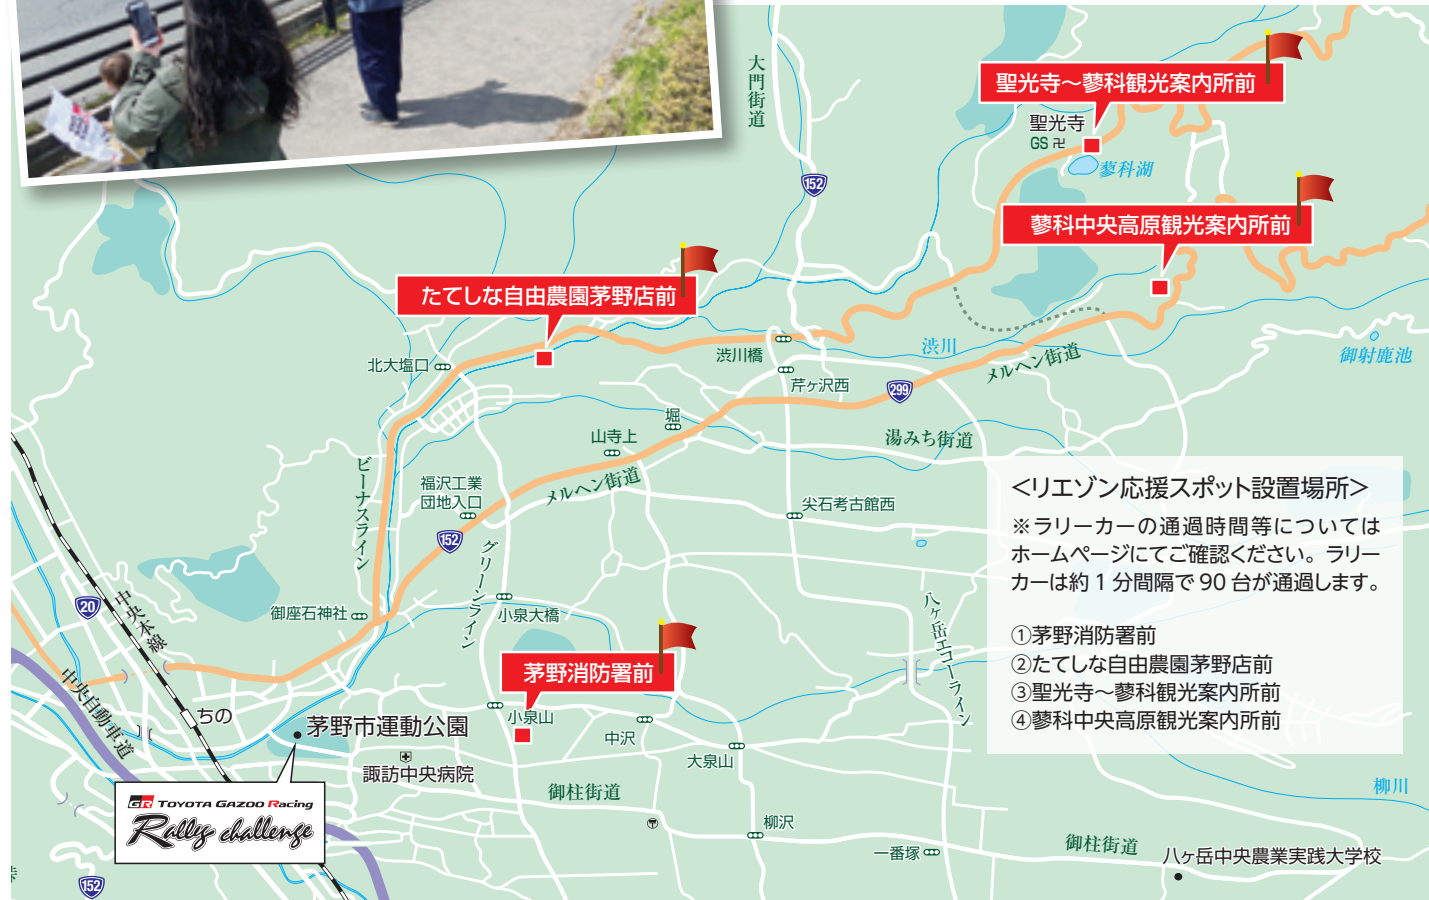 大門街道
152
聖光寺～蓼科観光案内所前
聖光寺
GS 卍
蓼科湖
蓼科中央高原観光案内所前
たてしな自由農園茅野店前
北大塩口
渋川橋
渋川
メルヘン街道
御射鹿池
芹ヶ沢西
299
堀
山寺上
湯みち街道
ビーナスライン
福沢工業
団地入口
メルヘン街道
尖石考古館西
152
グリーンライン
20
中央本線
御座石神社
小泉大橋
八ヶ岳エコーライン
茅野消防署前
中央自動車道
ちの
茅野市運動公園
小泉山
中沢
大泉山
諏訪中央病院
御柱街道
柳沢
一番塚
御柱街道
柳川
八ヶ岳中央農業実践大学校
GR TOYOTA GAZOO Racing
Rally challenge
152
＜リエゾン応援スポット設置場所＞
※ラリーカーの通過時間等については
ホームページにてご確認ください。ラリー
カーは約 1 分間隔で 90 台が通過します。
①茅野消防署前
②たてしな自由農園茅野店前
③聖光寺～蓼科観光案内所前
④蓼科中央高原観光案内所前